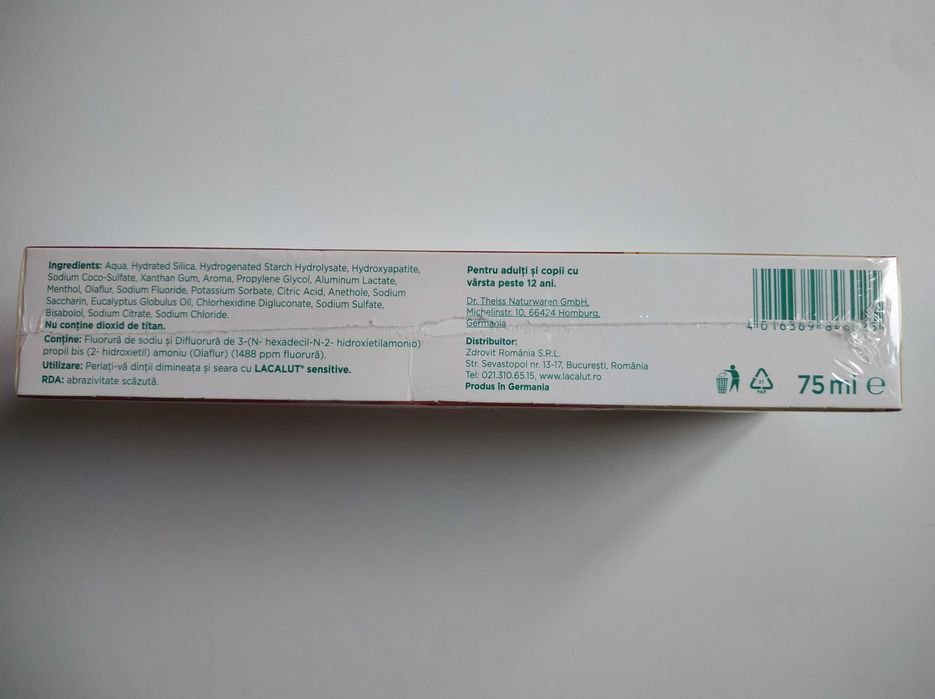 Ingredients: Aqua, Hydrated Silica, Hydrogenated Starch Hydrolysate, Hydroxyapatite,
Sodium Coco-Sulfate, Xanthan Gum, Aroma, Propylene Glycol, Aluminum Lactate,
Menthol, Olaflur, Sodium Fluoride, Potassium Sorbate, Citric Acid, Anethole, Sodium
Saccharin, Eucalyptus Globulus Oil, Chlorhexidine Digluconate, Sodium Sulfate,
Bisabolol, Sodium Citrate, Sodium Chloride.
Nu conține dioxid de titan.
Conține: Fluorură de sodiu și Difluorură de 3-(N- hexadecil-N-2- hidroxietilamonio)
propil bis (2- hidroxietil) amoniu (Olaflur) (1488 ppm fluorură).
Utilizare: Periați-vă dinții dimineața și seara cu LACALUT® sensitive.
RDA: abrazivitate scăzută.
Pentru adulți și copii cu
vârsta peste 12 ani.
Dr. Theiss Naturwaren GmbH,
Michelinstr. 10, 66424 Homburg,
Germania
Distribuitor:
Zdrovit România S.R.L.
Str. Sevastopol nr. 13-17, București, România
Tel: 021.310.65.15, www.lacalut.ro
Produs în Germania
21
PAP
75 ml e